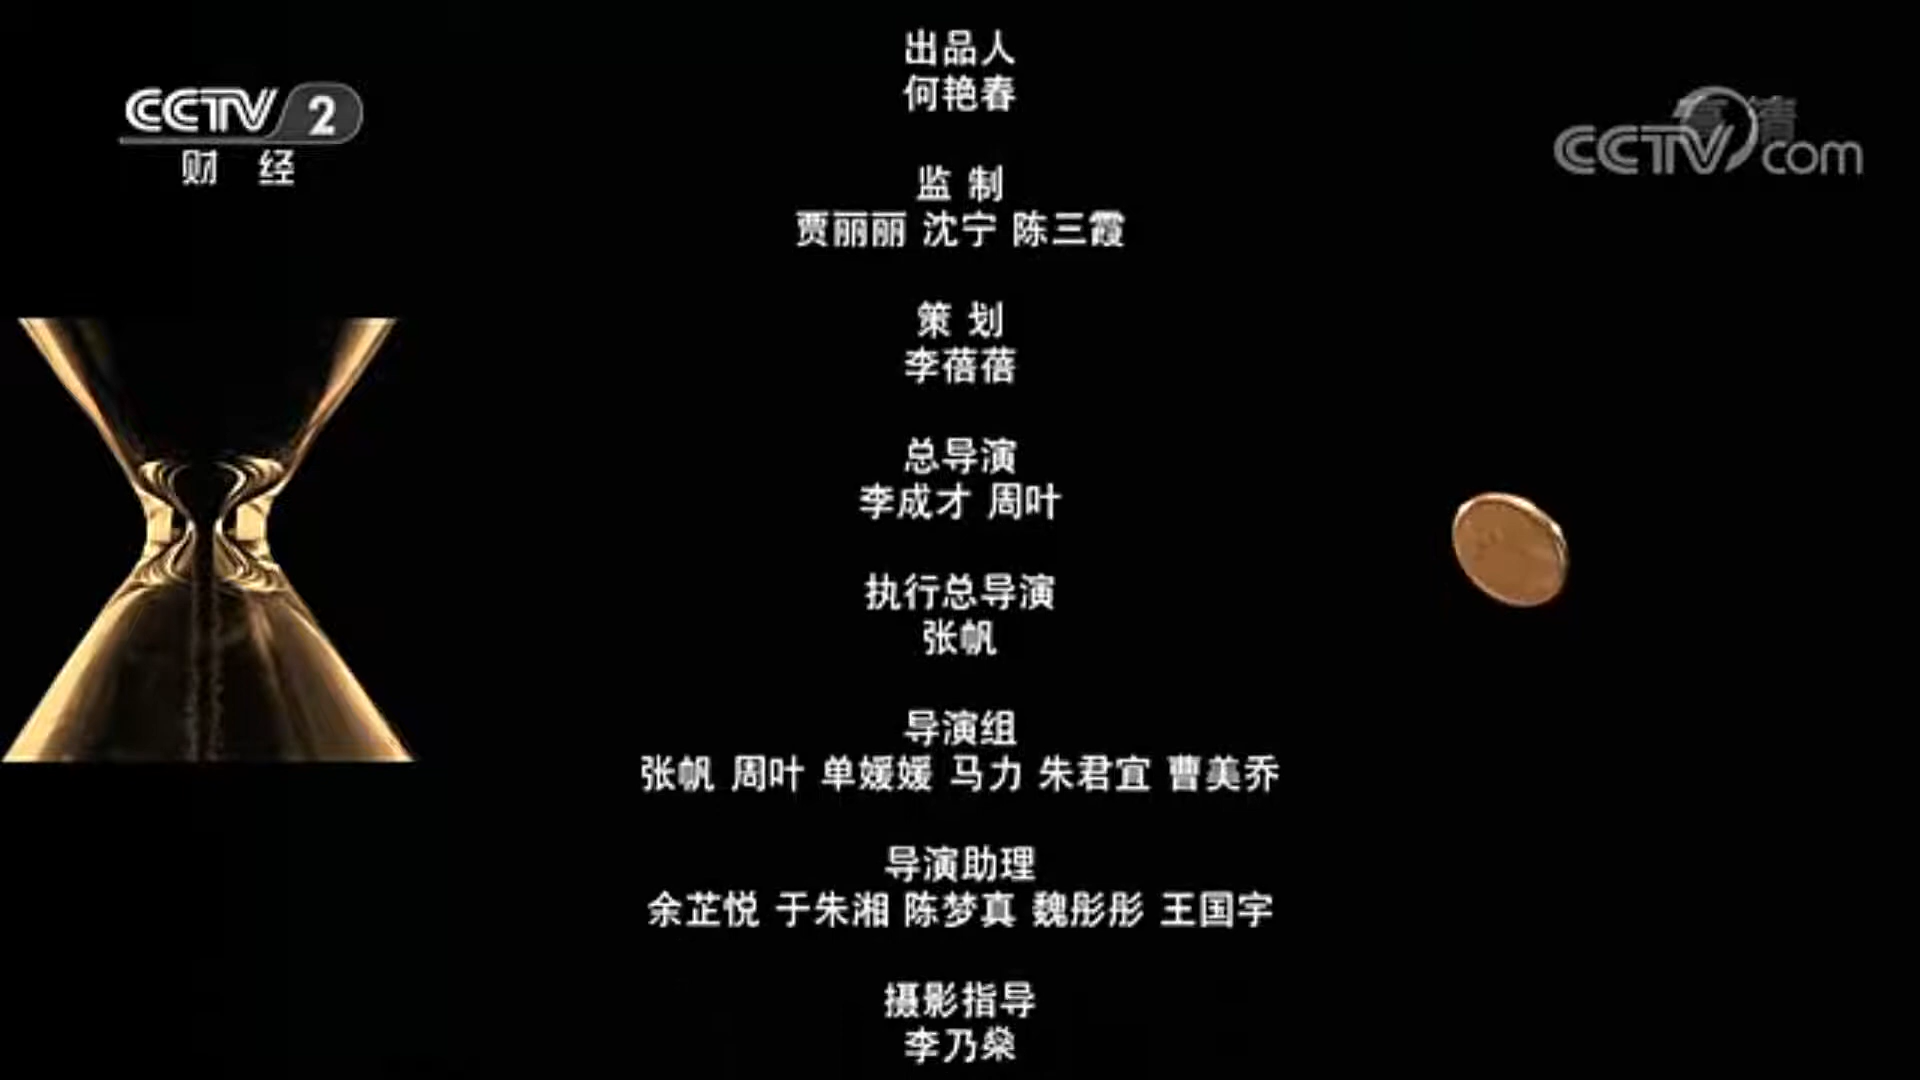 CCTV 2
财 经
高清
CCTV.com
出品人
何艳春
监 制
贾丽丽 沈宁 陈三霞
策 划
李蓓蓓
总导演
李成才 周叶
执行总导演
张帆
导演组
张帆 周叶 单媛媛 马力 朱君宜 曹美乔
导演助理
余芷悦 于朱湘 陈梦真 魏彤彤 王国宇
摄影指导
李乃燊